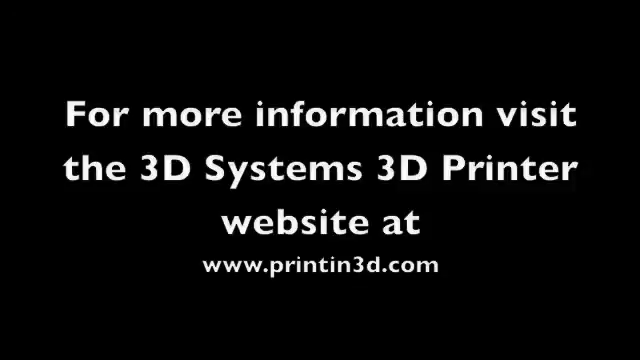 For more information visit
the 3D Systems 3D Printer
website at
www.printin3d.com